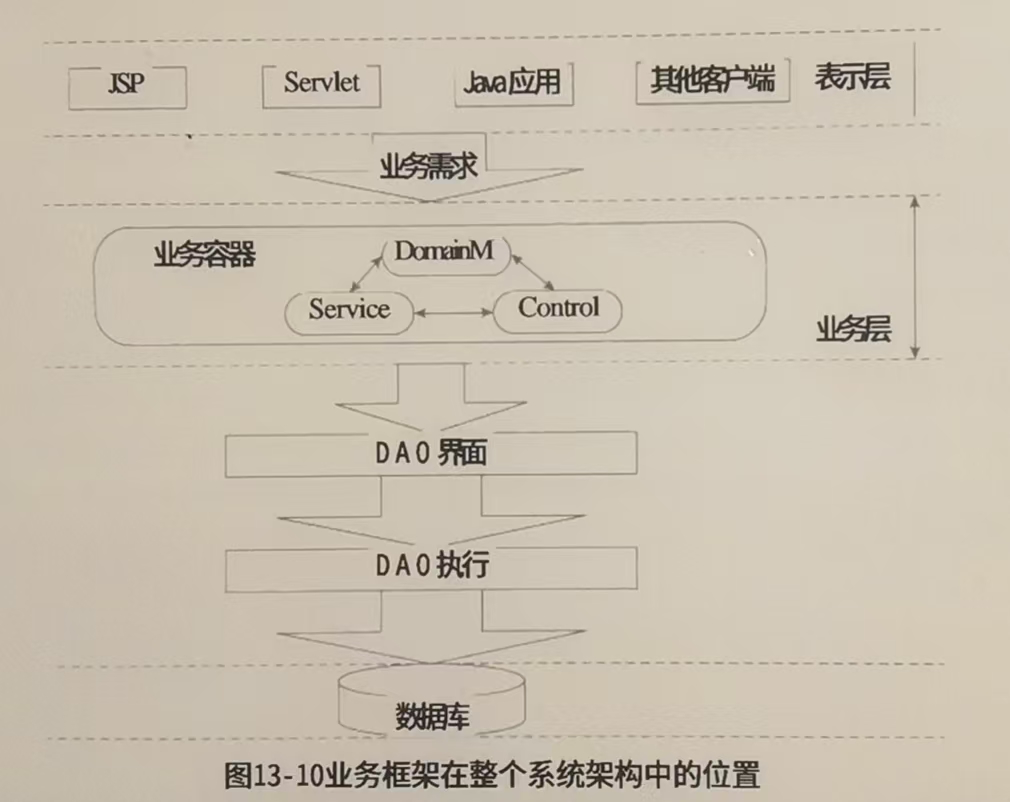 JSP Servlet Java应用 其他客户端 表示层
业务需求
业务容器 DomainM
Service Control
业务层
DAO界面
DAO执行
数据库
图13-10业务框架在整个系统架构中的位置